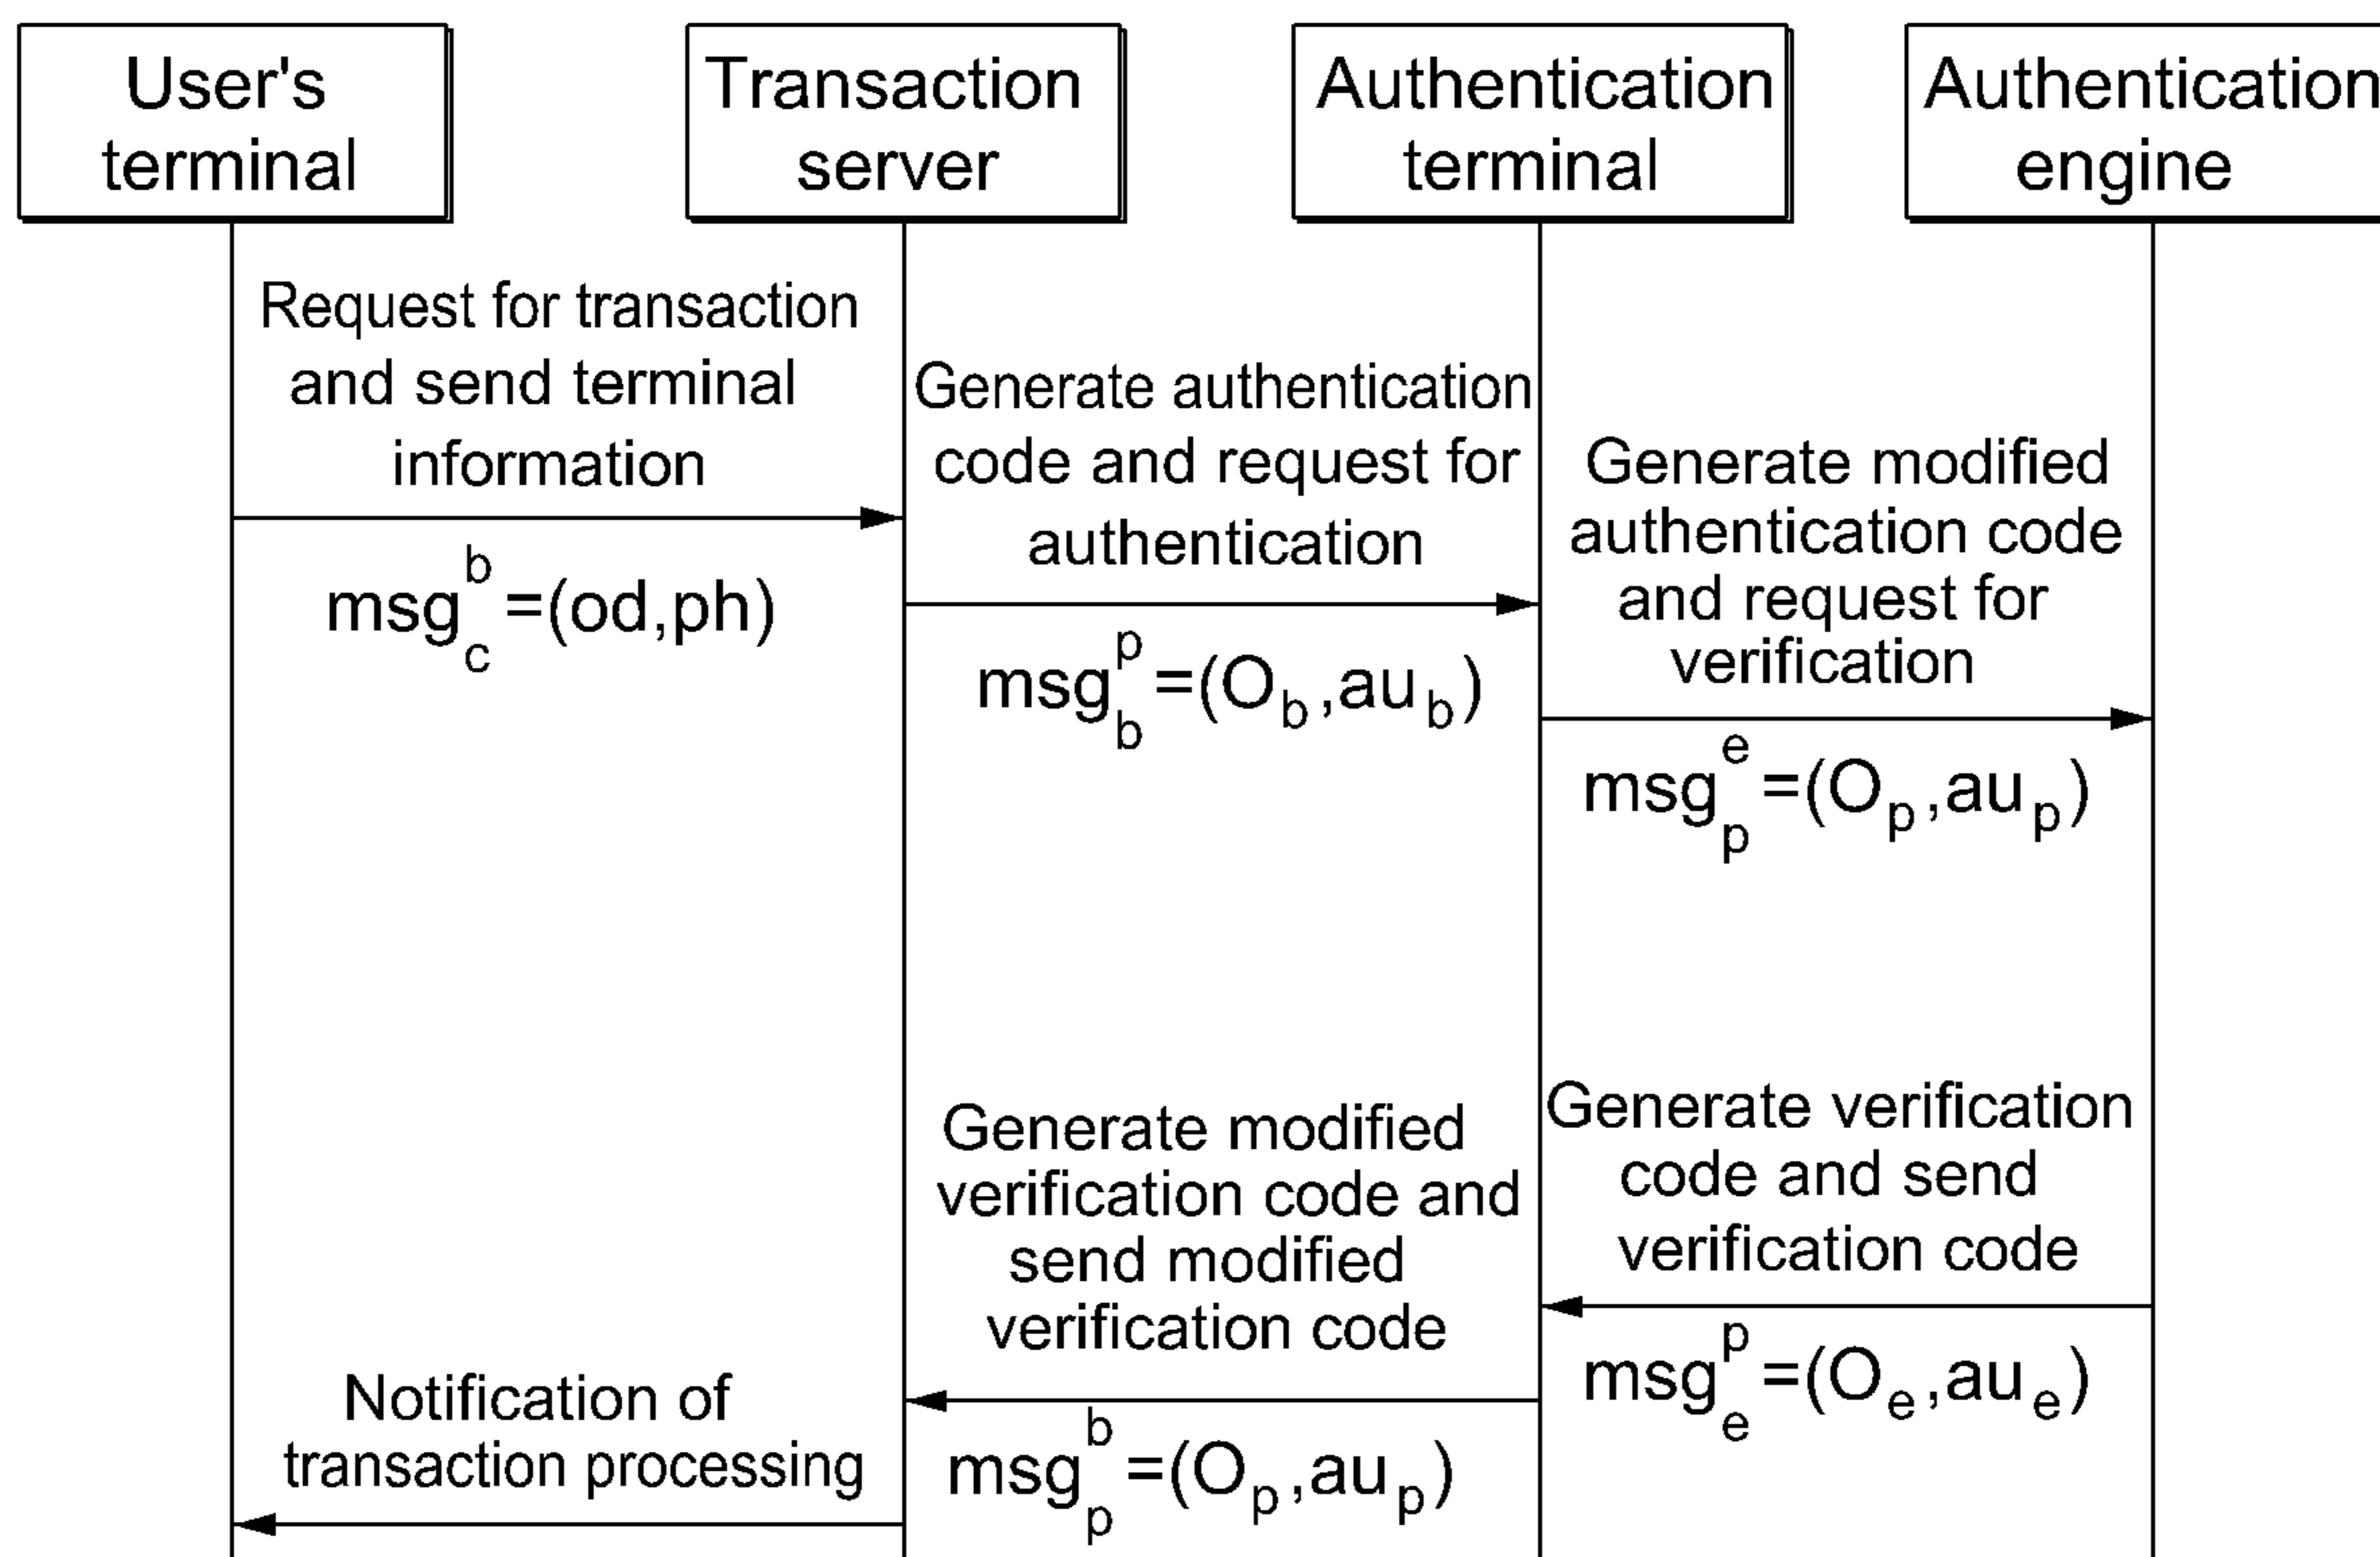 User's
terminal
Transaction
server
Authentication
terminal
Authentication
engine
Request for transaction
and send terminal
information
msg_c^b=(od,ph)
Generate authentication
code and request for
authentication
msg_b^p=(O_b,au_b)
Generate modified
authentication code
and request for
verification
msg_p^e=(O_p,au_p)
Generate verification
code and send
verification code
msg_e^p=(O_e,au_e)
Generate modified
verification code and
send modified
verification code
msg_p^b=(O_p,au_p)
Notification of
transaction processing